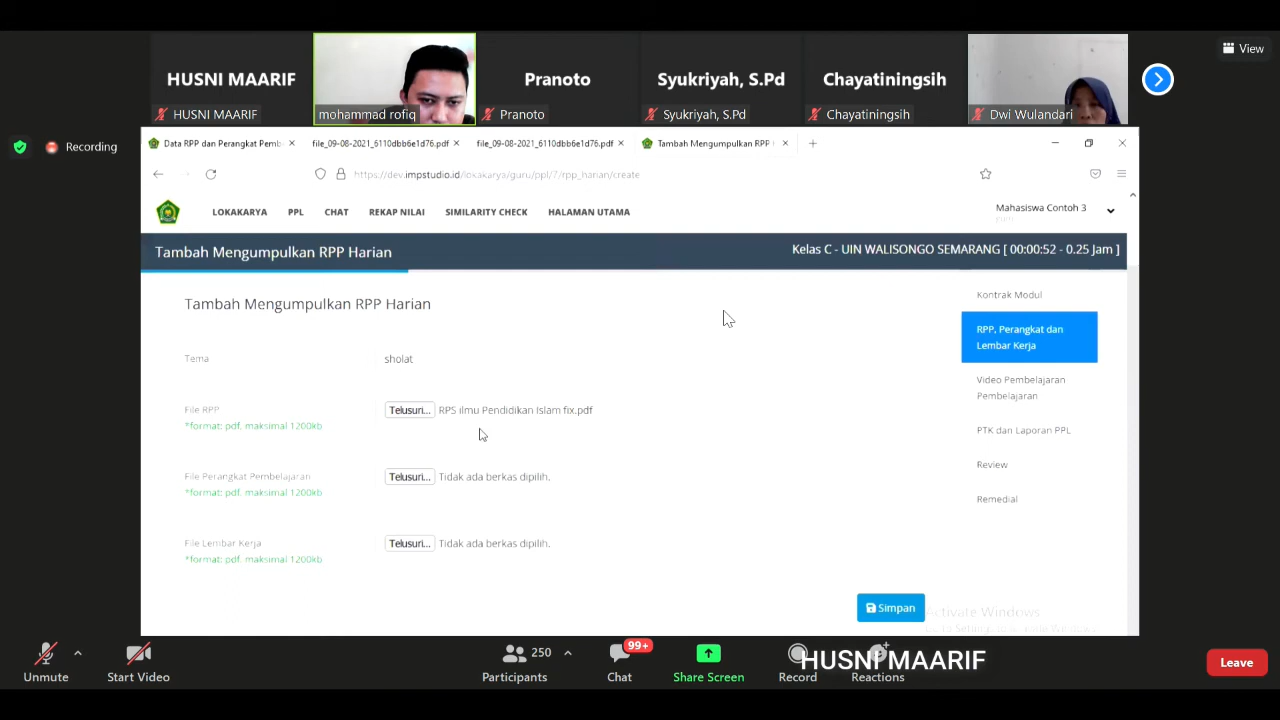 View
HUSNI MAARIF
Pranoto
Syukriyah, S.Pd
Chayatiningsih
HUSNI MAARIF
mohammad rofiq
Pranoto
Syukriyah, S.Pd
Chayatiningsih
Dwi Wulandari
Recording
Data RPP dan Perangkat Pemb
file_09-08-2021_6110dbb6e1d76.pdf
file_09-08-2021_6110dbb6e1d76.pdf
Tambah Mengumpulkan RPP
https://dev.impstudio.id/lokakarya/guru/ppl/7/rpp_harian/create
LOKAKARYA
PPL
CHAT
REKAP NILAI
SIMILARITY CHECK
HALAMAN UTAMA
Mahasiswa Contoh 3
Tambah Mengumpulkan RPP Harian
Kelas C - UIN WALISONGO SEMARANG [ 00:00:52 - 0.25 Jam ]
Tambah Mengumpulkan RPP Harian
Tema
sholat
File RPP
*format: pdf, maksimal 1200kb
Telusuri... RPS ilmu Pendidikan Islam fix.pdf
File Perangkat Pembelajaran
*format: pdf, maksimal 1200kb
Telusuri... Tidak ada berkas dipilih.
File Lembar Kerja
*format: pdf, maksimal 1200kb
Telusuri... Tidak ada berkas dipilih.
Simpan
Kontrak Modul
RPP, Perangkat dan
Lembar Kerja
Video Pembelajaran
Pembelajaran
PTK dan Laporan PPL
Review
Remedial
Activate Windows
Unmute
Start Video
250
Participants
99+
Chat
Share Screen
Record
Reactions
HUSNI MAARIF
Leave